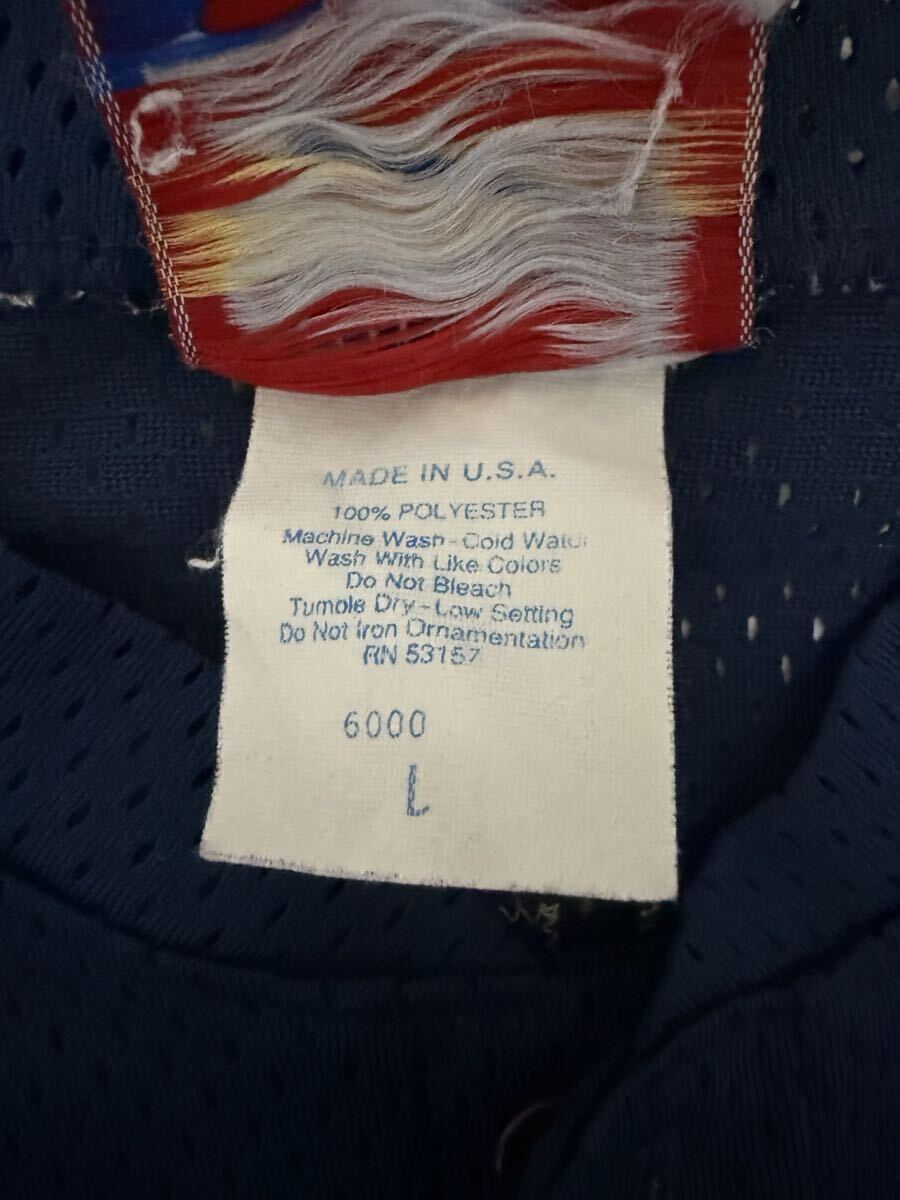 MADE IN U.S.A.
100% POLYESTER
Machine Wash-Cold Water
Wash With Like Colors
Do Not Bleach
Tumble Dry-Low Setting
Do Not Iron Ornamentation
RN 53157
6000
L